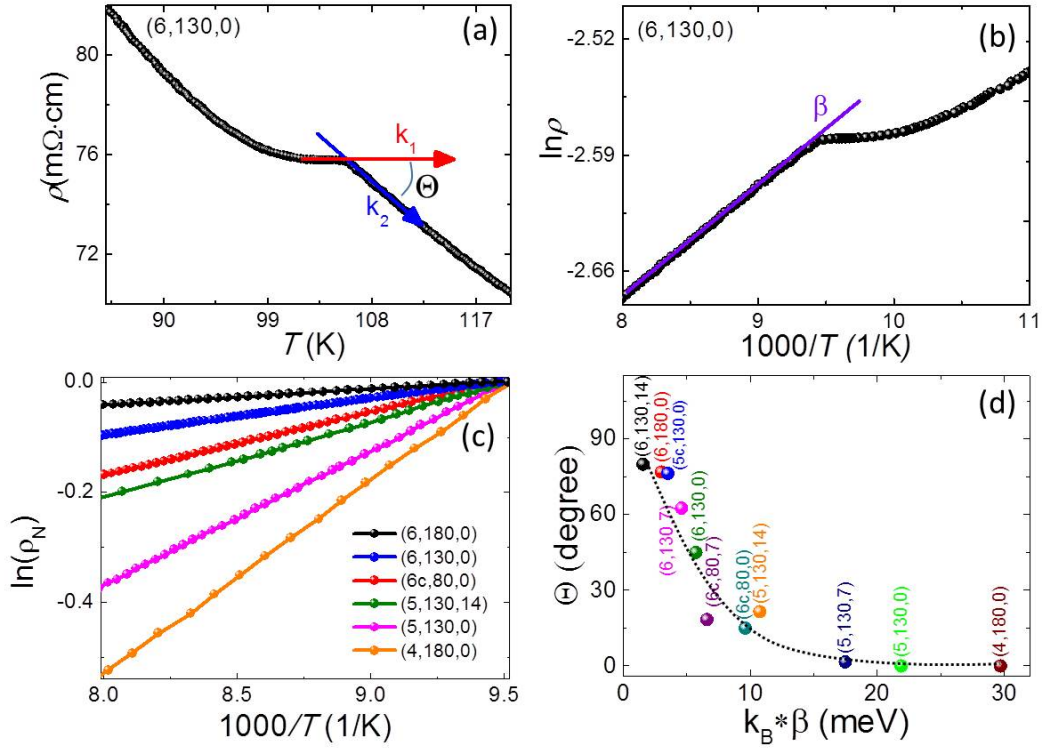 (6,130,0)
(a)
80
76
72
ρ(mΩ·cm)
k₁
Θ
k₂
90
99
108
117
T (K)
(6,130,0)
(b)
-2.52
-2.59
-2.66
lnρ
β
8
9
10
11
1000/T (1/K)
0.0
-0.2
-0.4
ln(ρ_N)
(c)
(6,180,0)
(6,130,0)
(6c,80,0)
(5,130,14)
(5,130,0)
(4,180,0)
8.0
8.5
9.0
9.5
1000/T (1/K)
(d)
90
60
30
0
Θ (degree)
(6,130,14)
(6,180,0)
(5c,130,0)
(6,130,7)
(6,130,0)
(6c,80,7)
(6c,80,0)
(5,130,14)
(5,130,7)
(5,130,0)
(4,180,0)
0
10
20
30
k_B*β (meV)